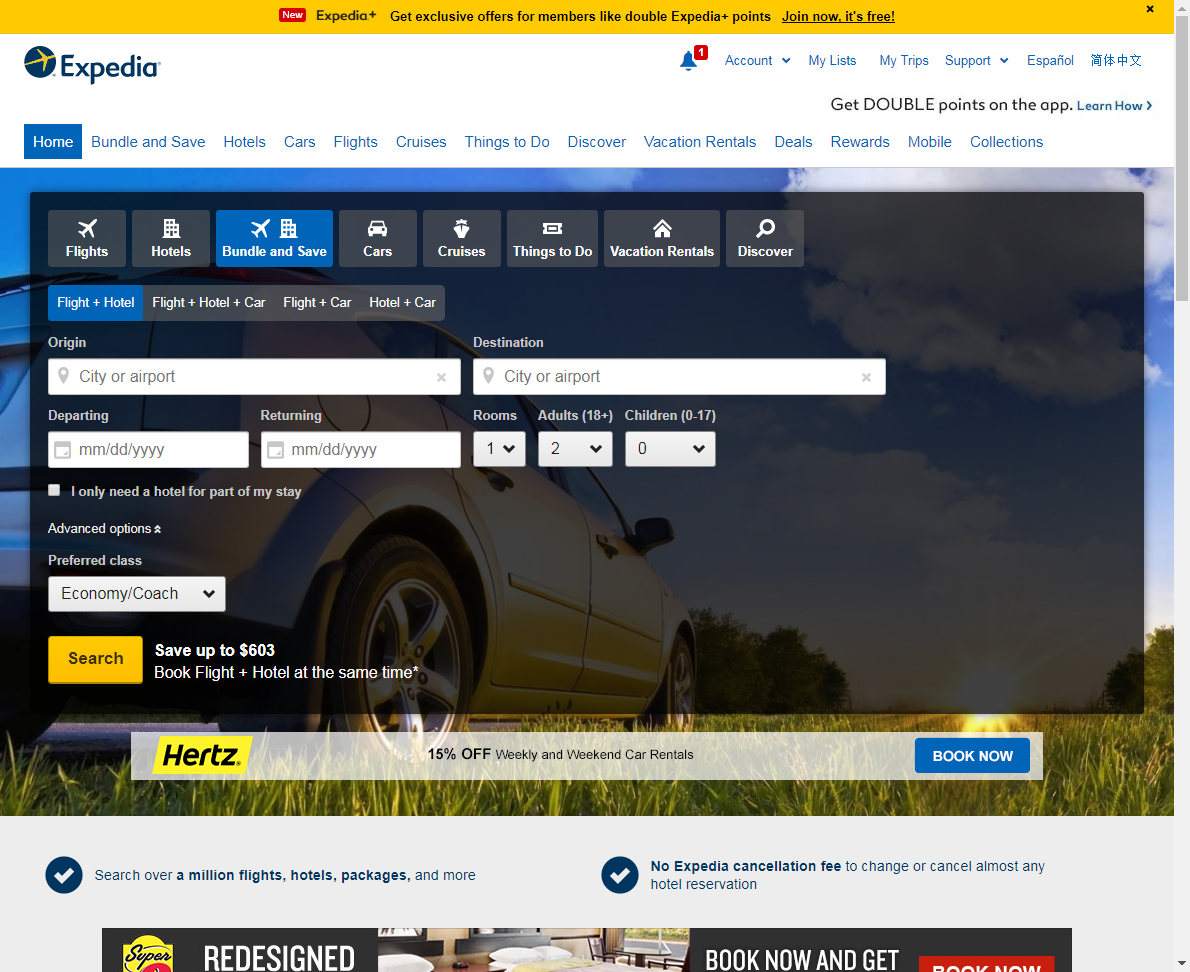 New Expedia+ Get exclusive offers for members like double Expedia+ points Join now, it's free!
Expedia
1 Account My Lists My Trips Support Español 简体中文
Get DOUBLE points on the app. Learn How
Home Bundle and Save Hotels Cars Flights Cruises Things to Do Discover Vacation Rentals Deals Rewards Mobile Collections
Flights Hotels Bundle and Save Cars Cruises Things to Do Vacation Rentals Discover
Flight + Hotel Flight + Hotel + Car Flight + Car Hotel + Car
Origin Destination
City or airport City or airport
Departing Returning Rooms Adults (18+) Children (0-17)
mm/dd/yyyy mm/dd/yyyy 1 2 0
I only need a hotel for part of my stay
Advanced options
Preferred class
Economy/Coach
Search Save up to $603
Book Flight + Hotel at the same time*
Hertz. 15% OFF Weekly and Weekend Car Rentals BOOK NOW
Search over a million flights, hotels, packages, and more
No Expedia cancellation fee to change or cancel almost any
hotel reservation
Super REDESIGNED BOOK NOW AND GET
BOOK NOW